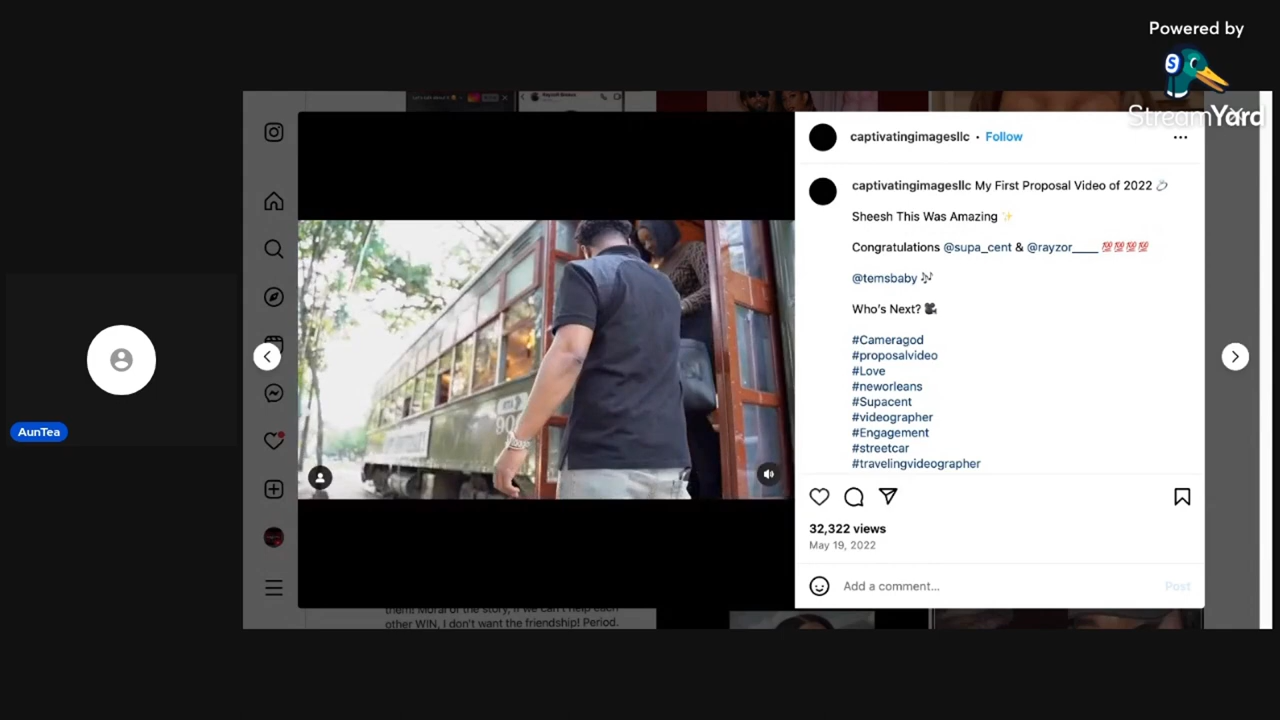 Powered by
StreamYard
captivatingimagesllc • Follow
captivatingimagesllc My First Proposal Video of 2022 💍
Sheesh This Was Amazing ✨
Congratulations @supa_cent & @rayzor____ 💯💯💯💯
@temsbaby 🎶
Who's Next? 🎥
#Cameragod
#proposalvideo
#Love
#neworleans
#Supacent
#videographer
#Engagement
#streetcar
#travelingvideographer
32,322 views
May 19, 2022
Add a comment...
Post
AunTea
them! Moral of the story, if we can't help each
other WIN, I don't want the friendship! Period.